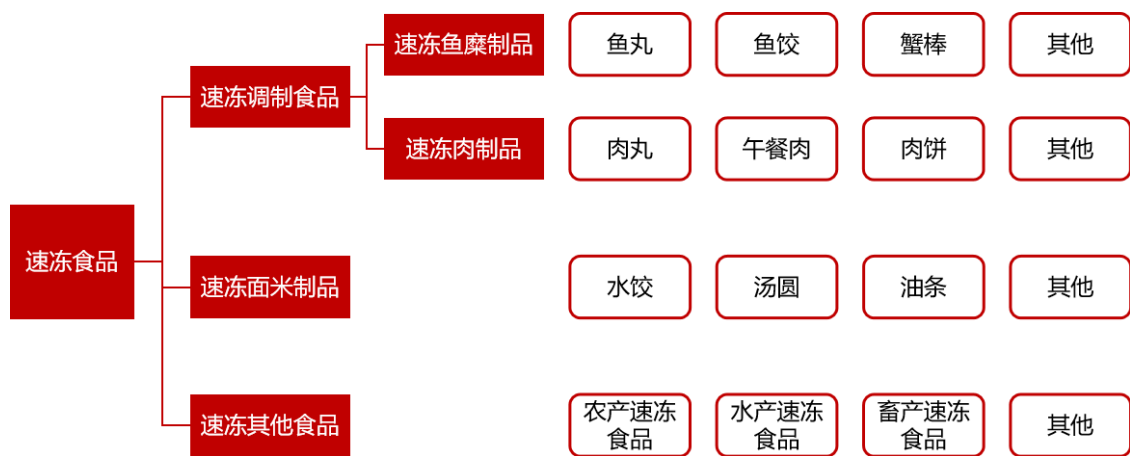 速冻鱼糜制品
鱼丸
鱼饺
蟹棒
其他
速冻调制食品
速冻肉制品
肉丸
午餐肉
肉饼
其他
速冻食品
速冻面米制品
水饺
汤圆
油条
其他
速冻其他食品
农产速冻
食品
水产速冻
食品
畜产速冻
食品
其他